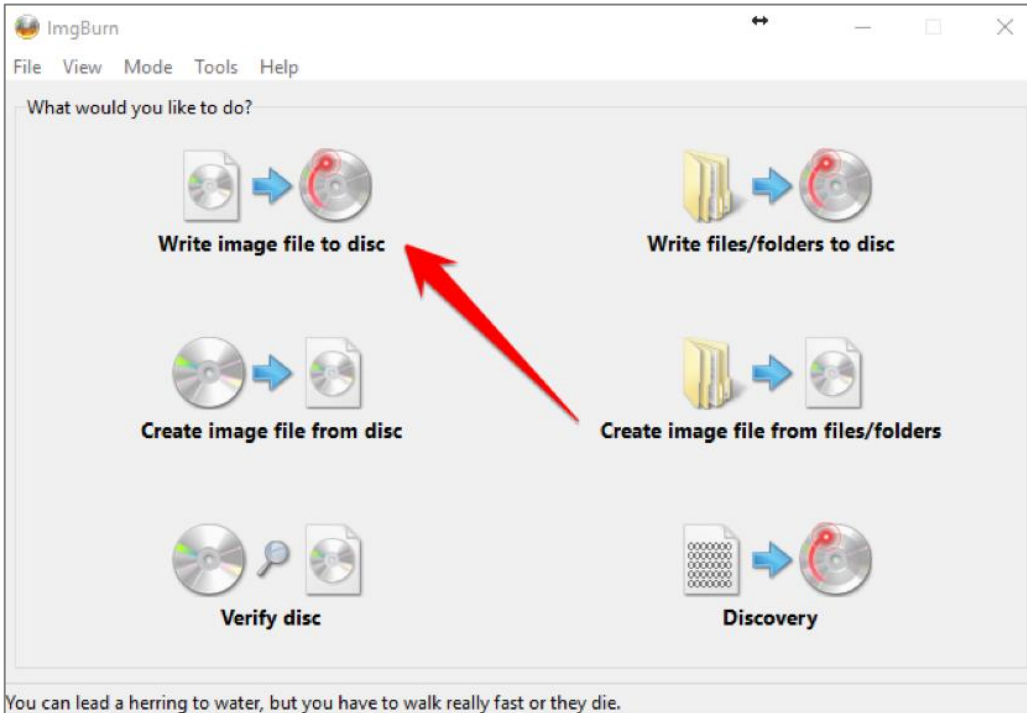 ImgBurn
File View Mode Tools Help
What would you like to do?
Write image file to disc
Write files/folders to disc
Create image file from disc
Create image file from files/folders
Verify disc
Discovery
You can lead a herring to water, but you have to walk really fast or they die.